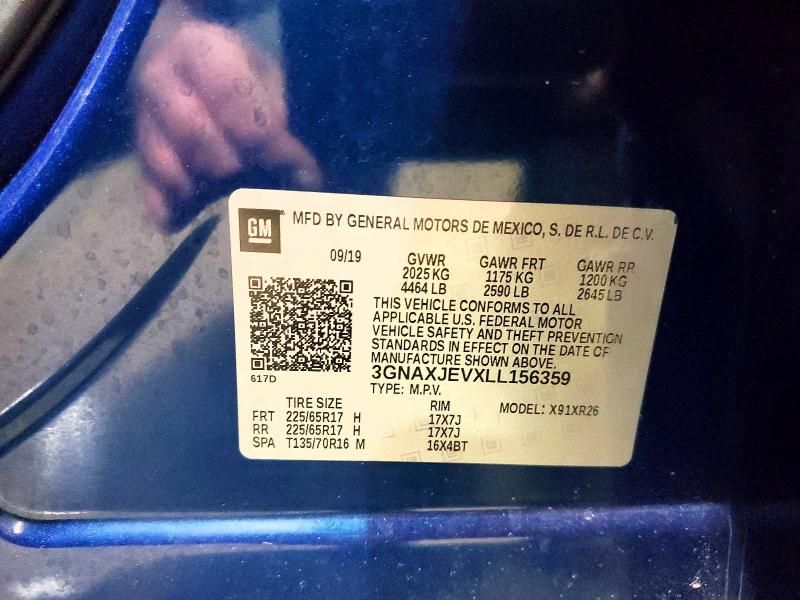 GM
MFD BY GENERAL MOTORS DE MEXICO, S. DE R.L. DE C.V.
09/19 GVWR GAWR FRT GAWR RR
2025 KG 1175 KG 1200 KG
4464 LB 2590 LB 2645 LB
THIS VEHICLE CONFORMS TO ALL
APPLICABLE U.S. FEDERAL MOTOR
VEHICLE SAFETY AND THEFT PREVENTION
STANDARDS IN EFFECT ON THE DATE OF
MANUFACTURE SHOWN ABOVE.
617D 3GNAXJEVXLL156359
TYPE: M.P.V.
TIRE SIZE RIM MODEL: X91XR26
FRT 225/65R17 H 17X7J
RR 225/65R17 H 17X7J
SPA T135/70R16 M 16X4BT